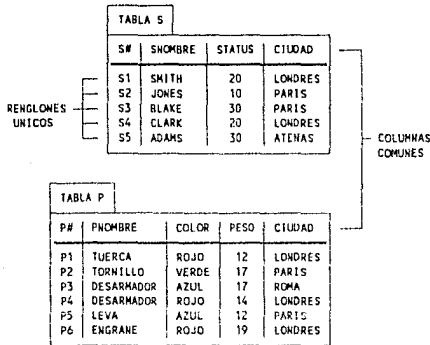 TABLA S
S# SNOMBRE STATUS CIUDAD
S1 SMITH 20 LONDRES
S2 JONES 10 PARIS
S3 BLAKE 30 PARIS
S4 CLARK 20 LONDRES
S5 ADAMS 30 ATENAS
RENGLONES
UNICOS
COLUMNAS
COMUNES
TABLA P
P# PNOMBRE COLOR PESO CIUDAD
P1 TUERCA ROJO 12 LONDRES
P2 TORNILLO VERDE 17 PARIS
P3 DESARMADOR AZUL 17 ROMA
P4 DESARMADOR ROJO 14 LONDRES
P5 LEVA AZUL 12 PARIS
P6 ENGRANE ROJO 19 LONDRES